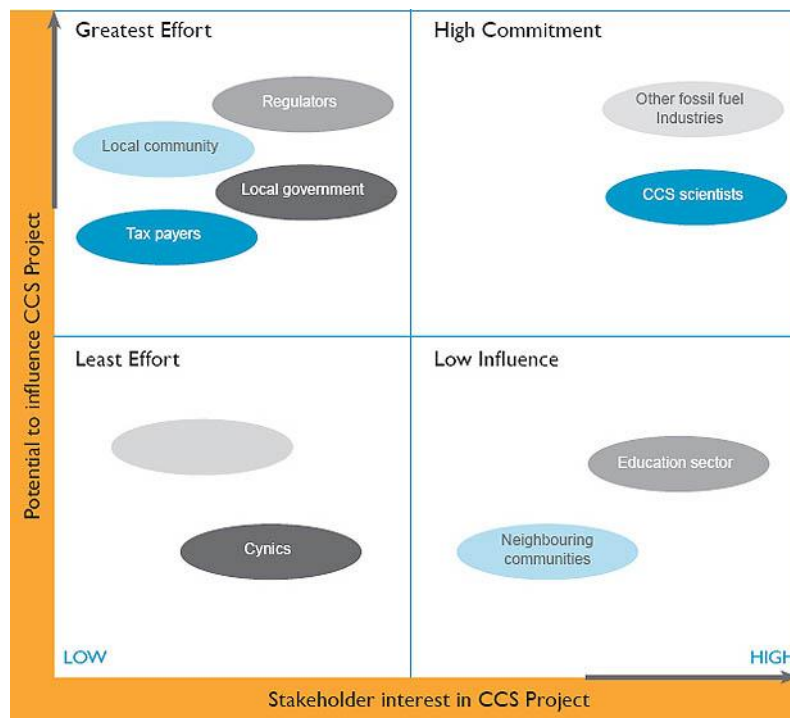 Greatest Effort
High Commitment
Regulators
Other fossil fuel
Industries
Local community
Local government
CCS scientists
Tax payers
Potential to influence CCS Project
Least Effort
Low Influence
Education sector
Cynics
Neighbouring
communities
LOW
HIGH
Stakeholder interest in CCS Project